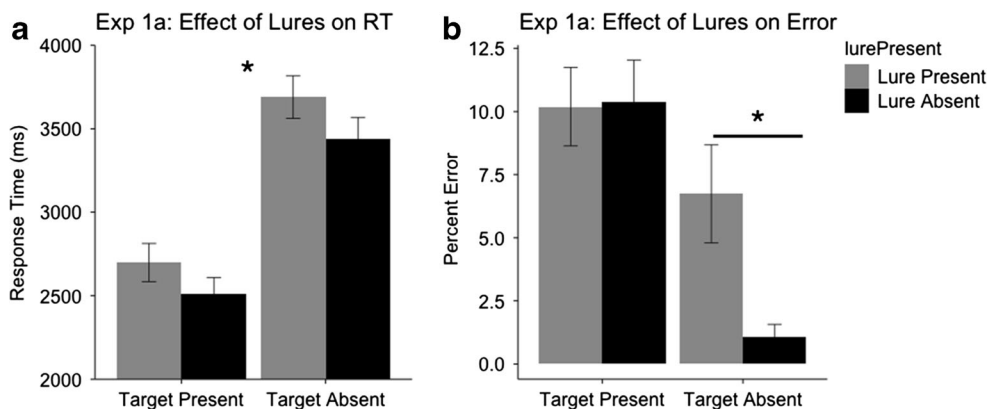 a
Exp 1a: Effect of Lures on RT
Response Time (ms)
4000
3500
3000
2500
2000
*
Target Present
Target Absent
b
Exp 1a: Effect of Lures on Error
Percent Error
12.5
10.0
7.5
5.0
2.5
0.0
*
Target Present
Target Absent
lurePresent
Lure Present
Lure Absent